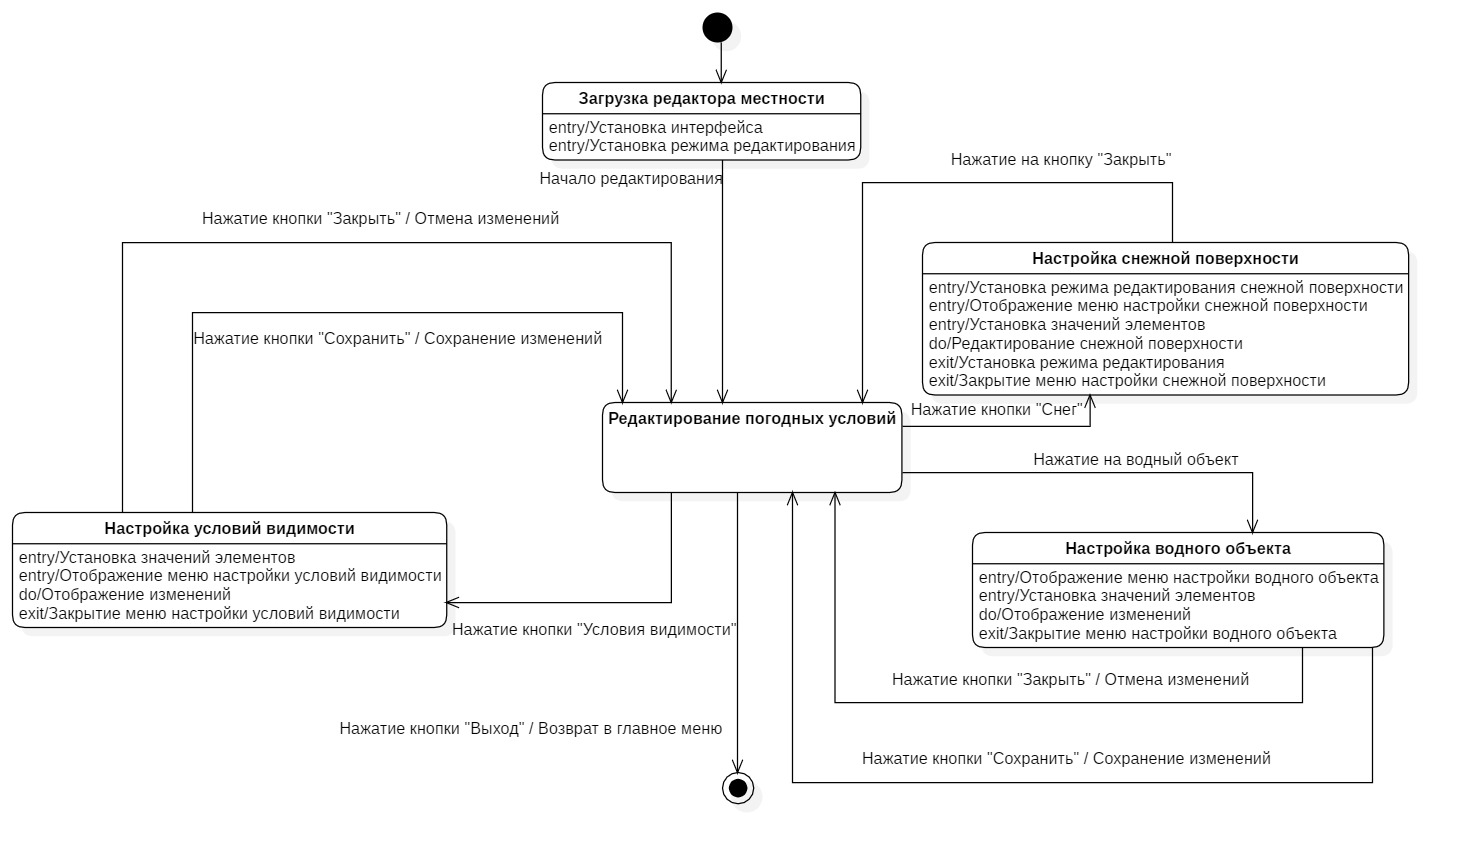 Загрузка редактора местности
entry/Установка интерфейса
entry/Установка режима редактирования
Начало редактирования
Нажатие на кнопку "Закрыть"
Нажатие кнопки "Закрыть" / Отмена изменений
Настройка снежной поверхности
entry/Установка режима редактирования снежной поверхности
entry/Отображение меню настройки снежной поверхности
entry/Установка значений элементов
do/Редактирование снежной поверхности
exit/Установка режима редактирования
exit/Закрытие меню настройки снежной поверхности
Нажатие кнопки "Сохранить" / Сохранение изменений
Редактирование погодных условий
Нажатие кнопки "Снег"
Нажатие на водный объект
Настройка условий видимости
entry/Установка значений элементов
entry/Отображение меню настройки условий видимости
do/Отображение изменений
exit/Закрытие меню настройки условий видимости
Настройка водного объекта
entry/Отображение меню настройки водного объекта
entry/Установка значений элементов
do/Отображение изменений
exit/Закрытие меню настройки водного объекта
Нажатие кнопки "Условия видимости"
Нажатие кнопки "Закрыть" / Отмена изменений
Нажатие кнопки "Выход" / Возврат в главное меню
Нажатие кнопки "Сохранить" / Сохранение изменений